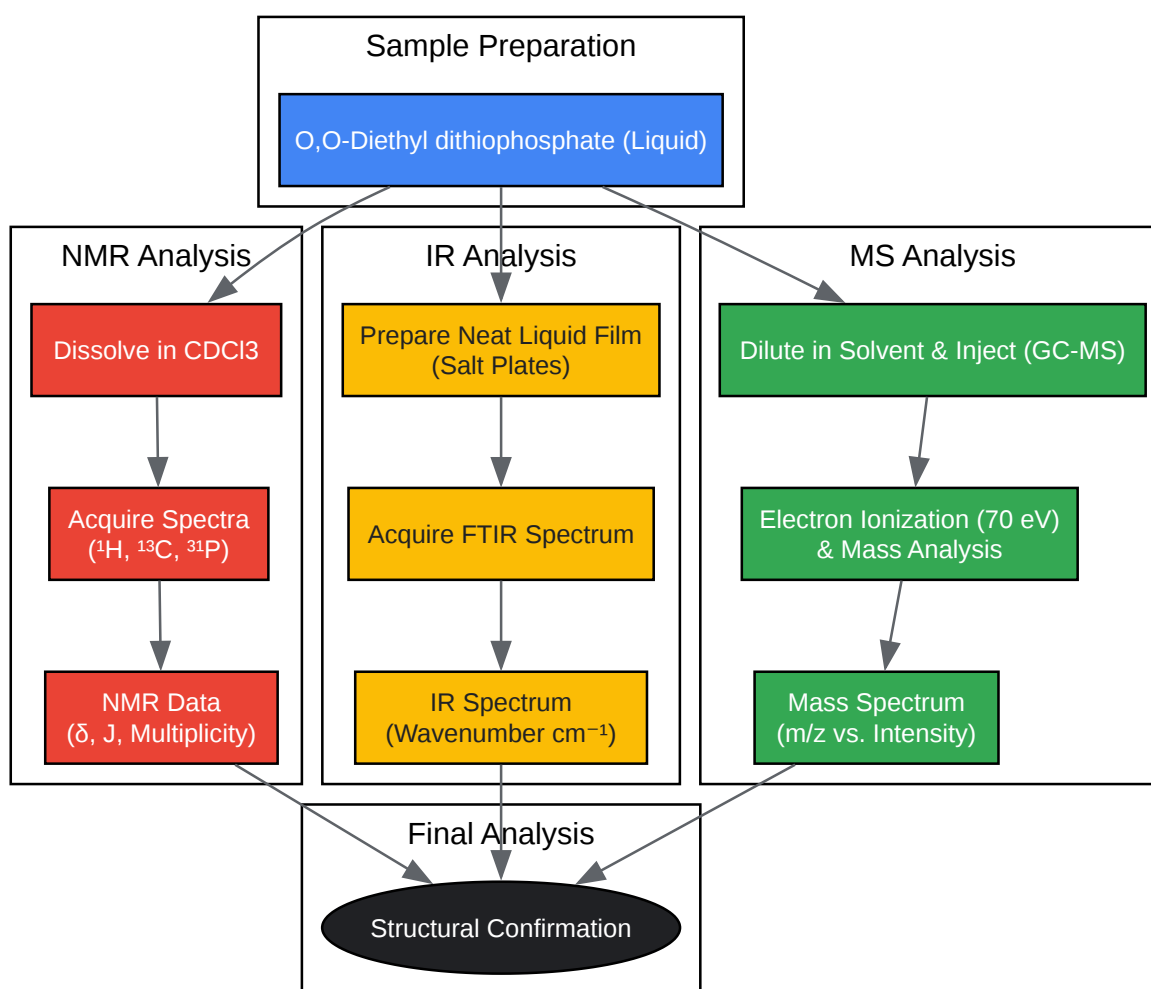 Sample Preparation
O,O-Diethyl dithiophosphate (Liquid)
NMR Analysis
Dissolve in CDCl3
Acquire Spectra
(¹H, ¹³C, ³¹P)
NMR Data
(δ, J, Multiplicity)
IR Analysis
Prepare Neat Liquid Film
(Salt Plates)
Acquire FTIR Spectrum
IR Spectrum
(Wavenumber cm⁻¹)
MS Analysis
Dilute in Solvent & Inject (GC-MS)
Electron Ionization (70 eV)
& Mass Analysis
Mass Spectrum
(m/z vs. Intensity)
Final Analysis
Structural Confirmation